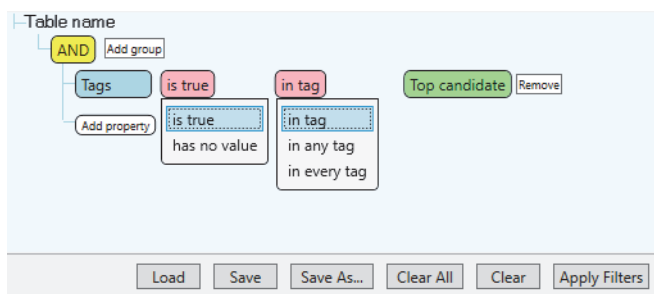 Table name
AND Add group
Tags is true in tag Top candidate Remove
Add property is true in tag
has no value in any tag
in every tag
Load Save Save As... Clear All Clear Apply Filters